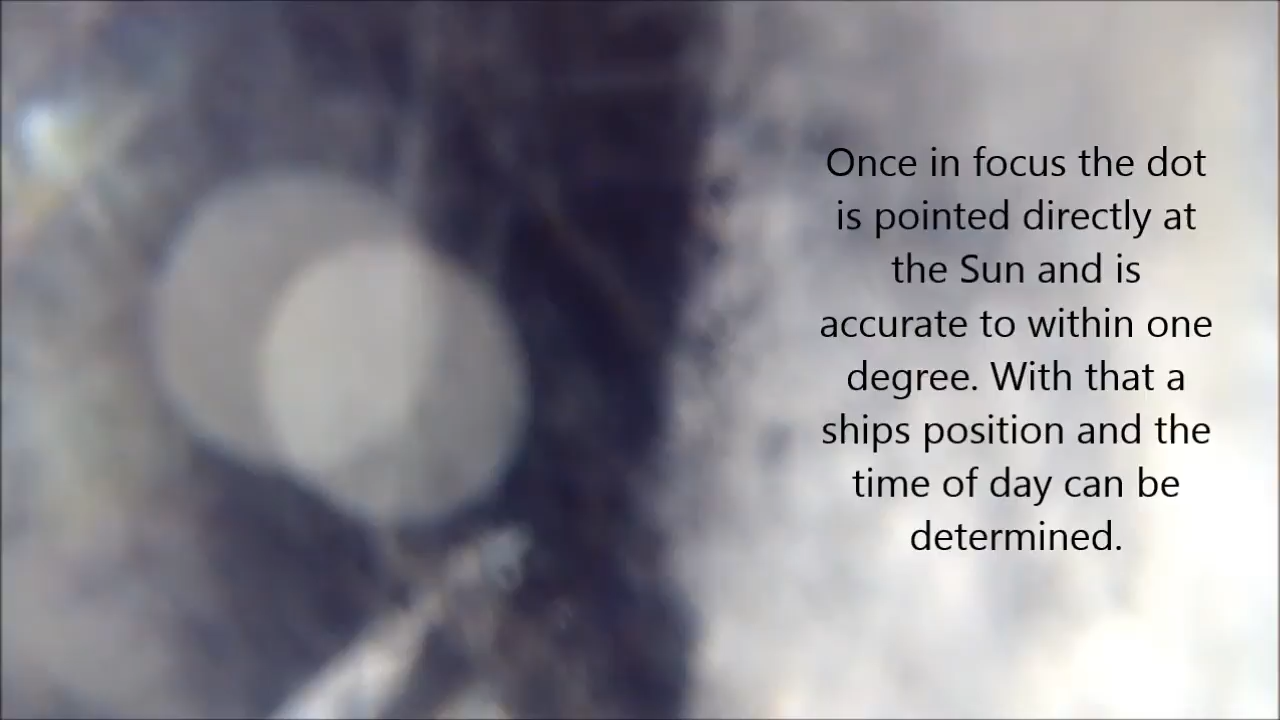 Once in focus the dot
is pointed directly at
the Sun and is
accurate to within one
degree. With that a
ships position and the
time of day can be
determined.